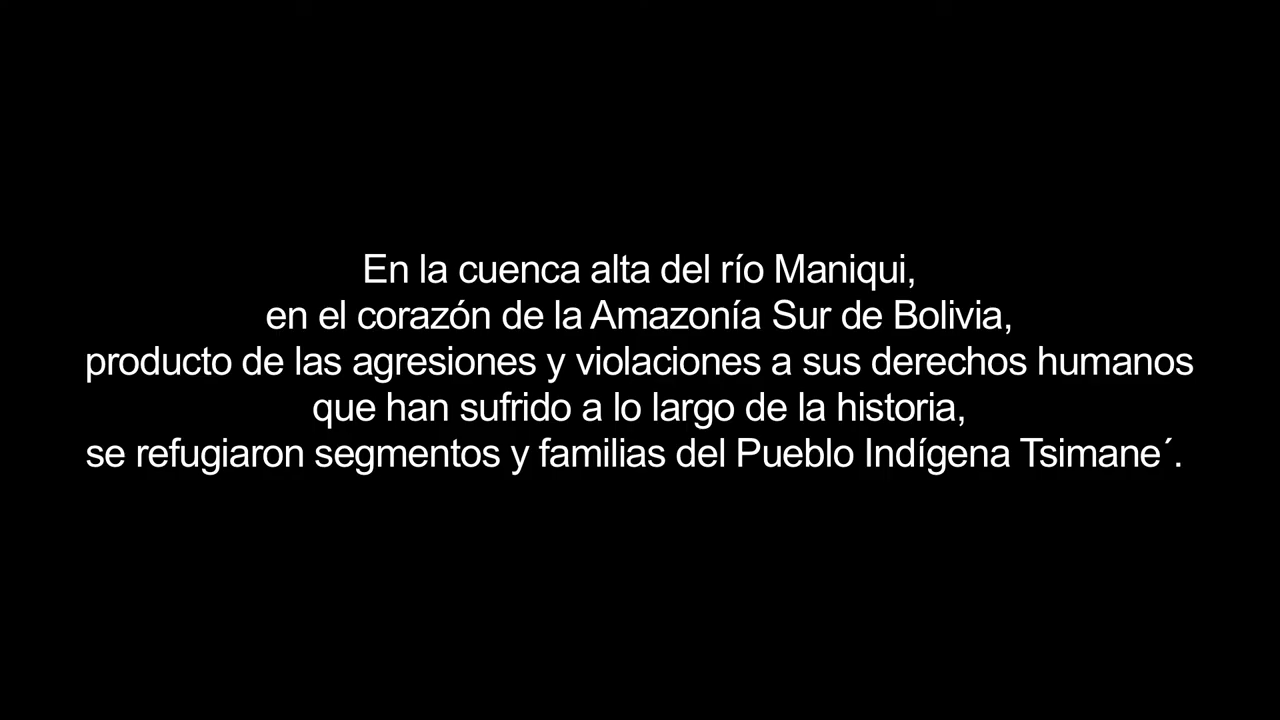 En la cuenca alta del río Maniqui,
en el corazón de la Amazonía Sur de Bolivia,
producto de las agresiones y violaciones a sus derechos humanos
que han sufrido a lo largo de la historia,
se refugiaron segmentos y familias del Pueblo Indígena Tsimane´.